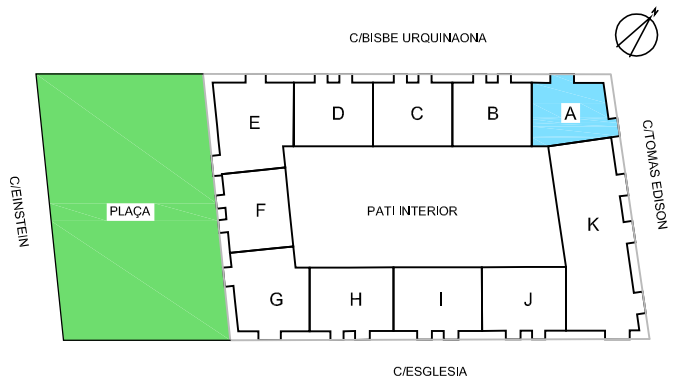 N
C/BISBE URQUINAONA
E
D
C
B
A
C/TOMAS EDISON
C/EINSTEIN
PLAÇA
F
PATI INTERIOR
K
G
H
I
J
C/ESGLESIA